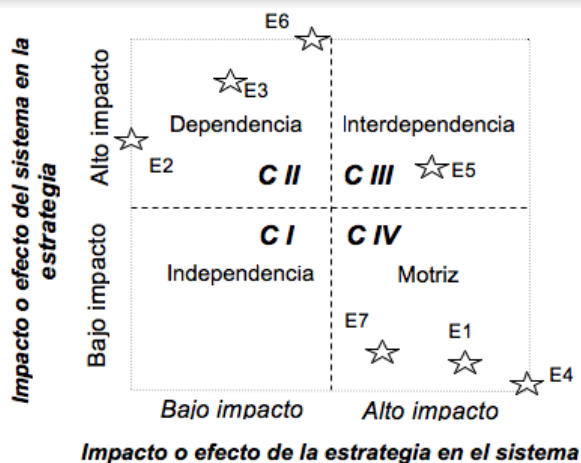 Impacto o efecto del sistema en la
estrategia
Alto impacto
Bajo impacto
E6
E3
Dependencia
Interdependencia
E2
E5
C II
C III
C I
C IV
Independencia
Motriz
E7
E1
E4
Bajo impacto
Alto impacto
Impacto o efecto de la estrategia en el sistema